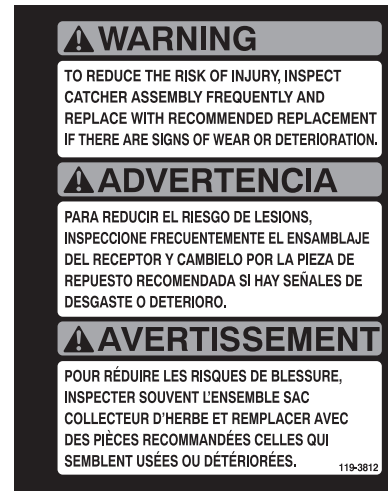 WARNING
TO REDUCE THE RISK OF INJURY, INSPECT
CATCHER ASSEMBLY FREQUENTLY AND
REPLACE WITH RECOMMENDED REPLACEMENT
IF THERE ARE SIGNS OF WEAR OR DETERIORATION.
ADVERTENCIA
PARA REDUCIR EL RIESGO DE LESIONS,
INSPECCIONE FRECUENTEMENTE EL ENSAMBLAJE
DEL RECEPTOR Y CAMBIELO POR LA PIEZA DE
REPUESTO RECOMENDADA SI HAY SEÑALES DE
DESGASTE O DETERIORO.
AVERTISSEMENT
POUR RÉDUIRE LES RISQUES DE BLESSURE,
INSPECTER SOUVENT L'ENSEMBLE SAC
COLLECTEUR D'HERBE ET REMPLACER AVEC
DES PIÈCES RECOMMANDÉES CELLES QUI
SEMBLENT USÉES OU DÉTÉRIORÉES.
119-3812